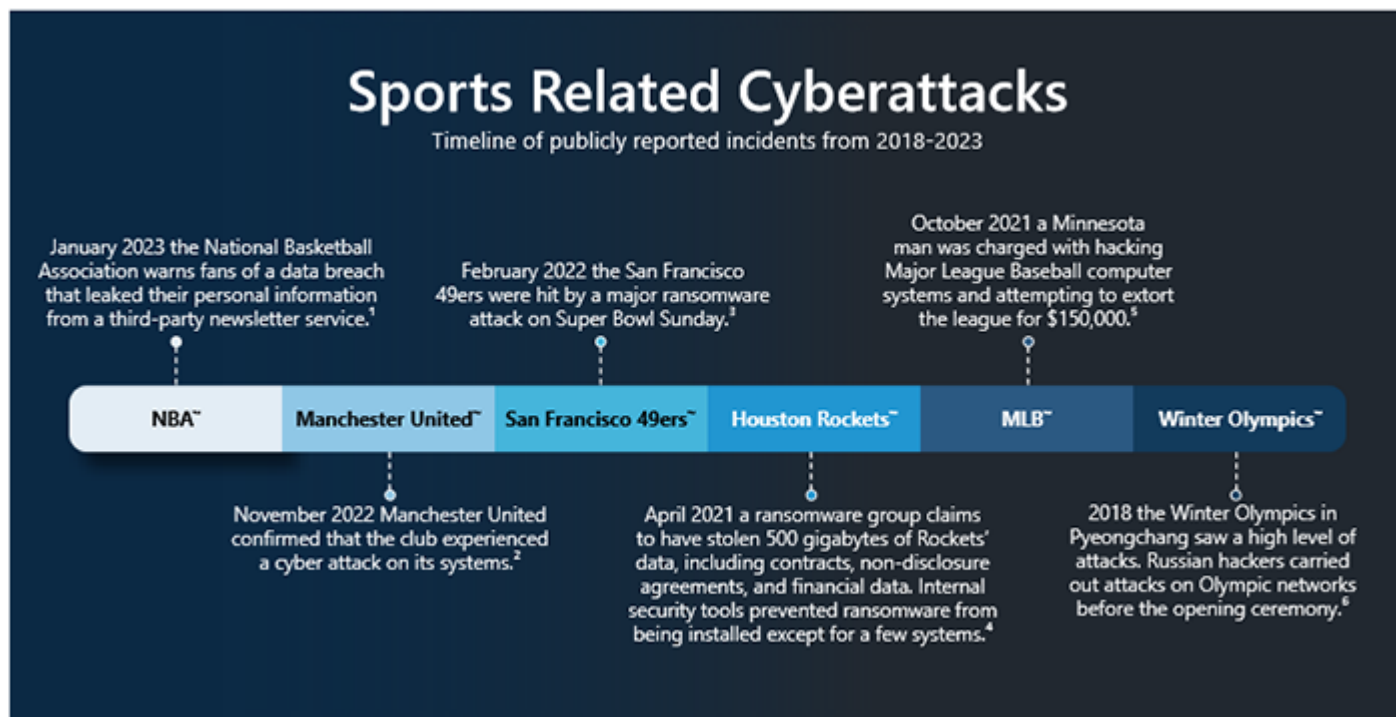 Sports Related Cyberattacks
Timeline of publicly reported incidents from 2018-2023
January 2023 the National Basketball
Association warns fans of a data breach
that leaked their personal information
from a third-party newsletter service.¹
February 2022 the San Francisco
49ers were hit by a major ransomware
attack on Super Bowl Sunday.³
October 2021 a Minnesota
man was charged with hacking
Major League Baseball computer
systems and attempting to extort
the league for $150,000.⁵
NBA~
Manchester United~
San Francisco 49ers~
Houston Rockets~
MLB~
Winter Olympics~
November 2022 Manchester United
confirmed that the club experienced
a cyber attack on its systems.²
April 2021 a ransomware group claims
to have stolen 500 gigabytes of Rockets'
data, including contracts, non-disclosure
agreements, and financial data. Internal
security tools prevented ransomware from
being installed except for a few systems.⁴
2018 the Winter Olympics in
Pyeongchang saw a high level of
attacks. Russian hackers carried
out attacks on Olympic networks
before the opening ceremony.⁶